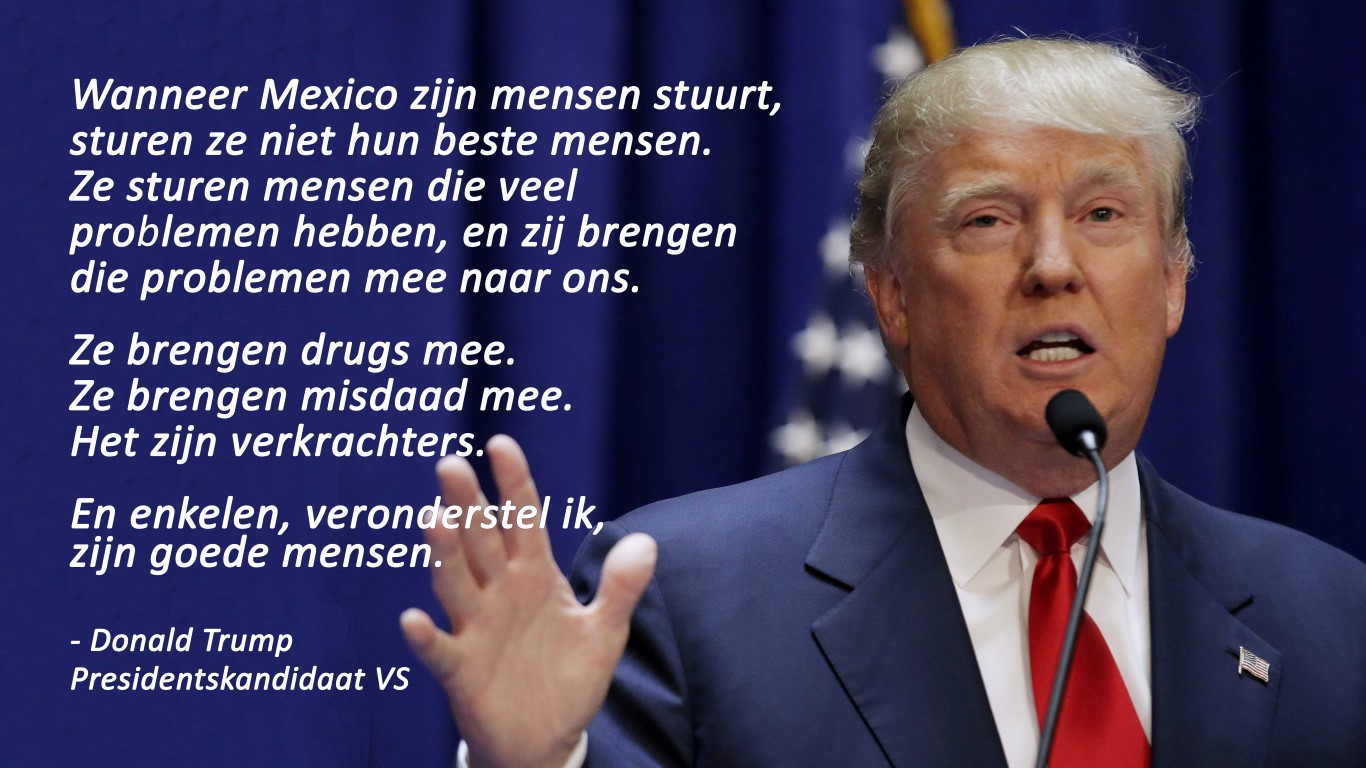 Wanneer Mexico zijn mensen stuurt,
sturen ze niet hun beste mensen.
Ze sturen mensen die veel
problemen hebben, en zij brengen
die problemen mee naar ons.
Ze brengen drugs mee.
Ze brengen misdaad mee.
Het zijn verkrachters.
En enkelen, veronderstel ik,
zijn goede mensen.
- Donald Trump
Presidentskandidaat VS